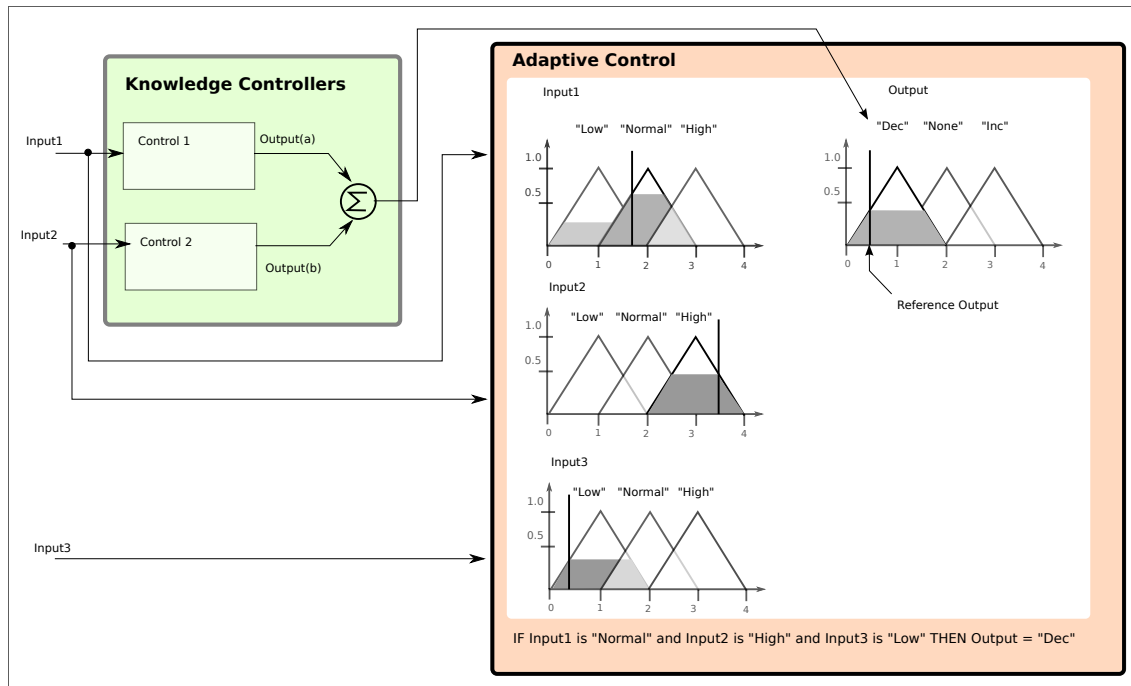 Adaptive Control
Knowledge Controllers
Input1
Control 1
Output(a)
Σ
Input2
Control 2
Output(b)
Input3
Input1
"Low" "Normal" "High"
1.0
0.5
0 1 2 3 4
Output
"Dec" "None" "Inc"
1.0
0.5
0 1 2 3 4
Reference Output
Input2
"Low" "Normal" "High"
1.0
0.5
0 1 2 3 4
Input3
"Low" "Normal" "High"
1.0
0.5
0 1 2 3 4
IF Input1 is "Normal" and Input2 is "High" and Input3 is "Low" THEN Output = "Dec"